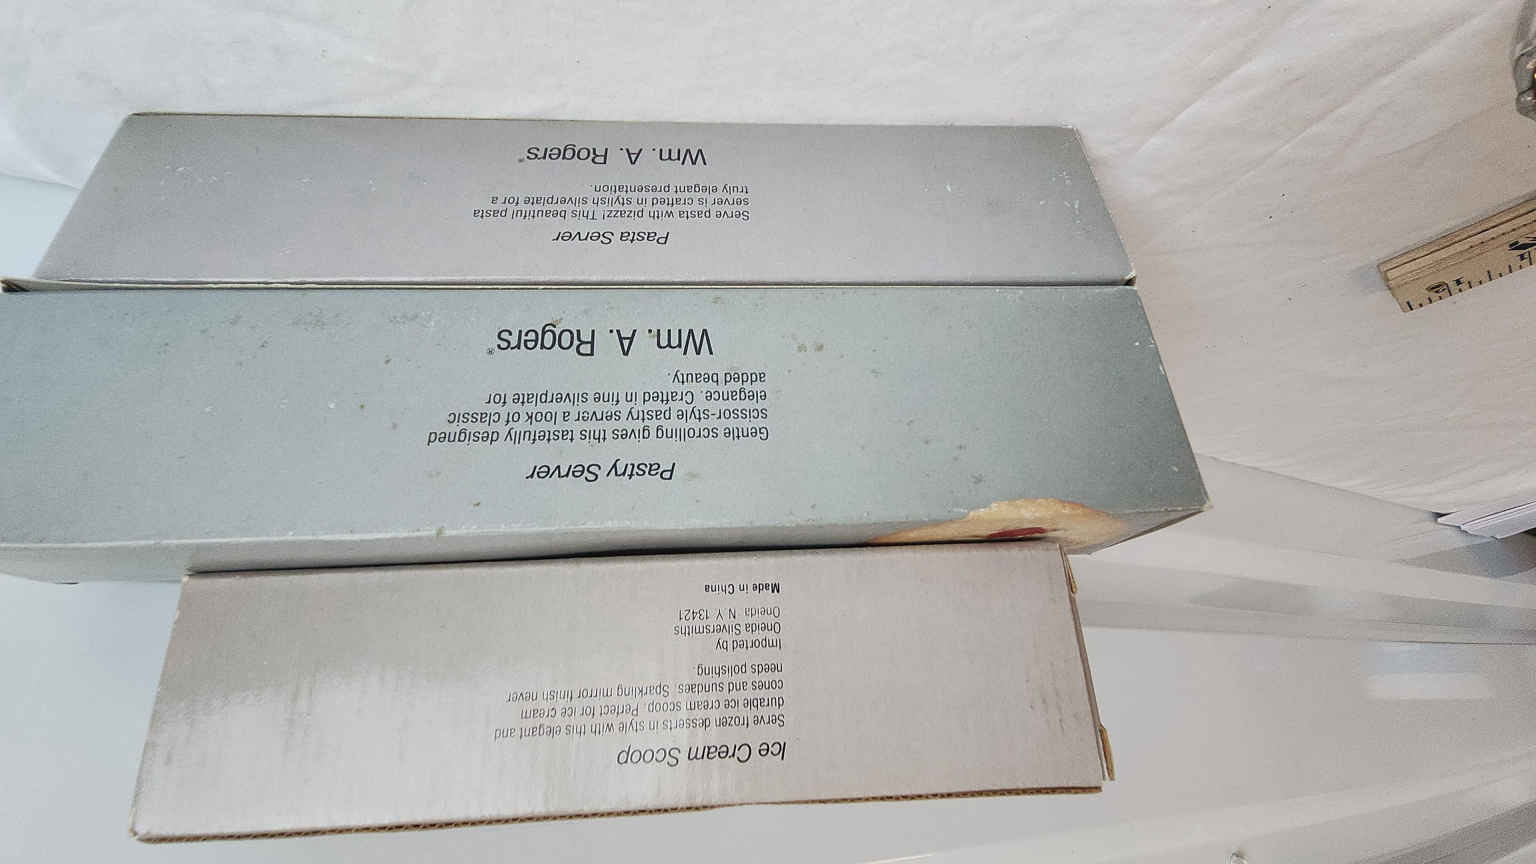 Ice Cream Scoop
Serve frozen desserts in style with this elegant and
durable ice cream scoop. Perfect for ice cream
cones and sundaes. Sparkling mirror finish never
needs polishing.
Imported by
Oneida Silversmiths
Oneida N.Y. 13421
Made in China
Pastry Server
Gentle scrolling gives this tastefully designed
scissor-style pastry server a look of classic
elegance. Crafted in fine silverplate for
added beauty.
Wm. A. Rogers®
Pasta Server
Serve pasta with pizazz! This beautiful pasta
server is crafted in stylish silverplate for a
truly elegant presentation.
Wm. A. Rogers®